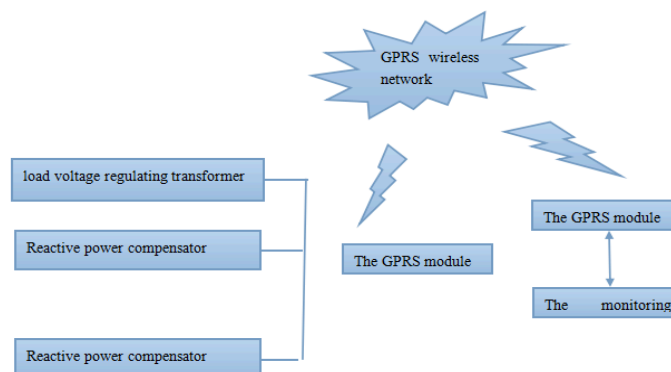 GPRS wireless
network
load voltage regulating transformer
Reactive power compensator
Reactive power compensator
The GPRS module
The GPRS module
The monitoring